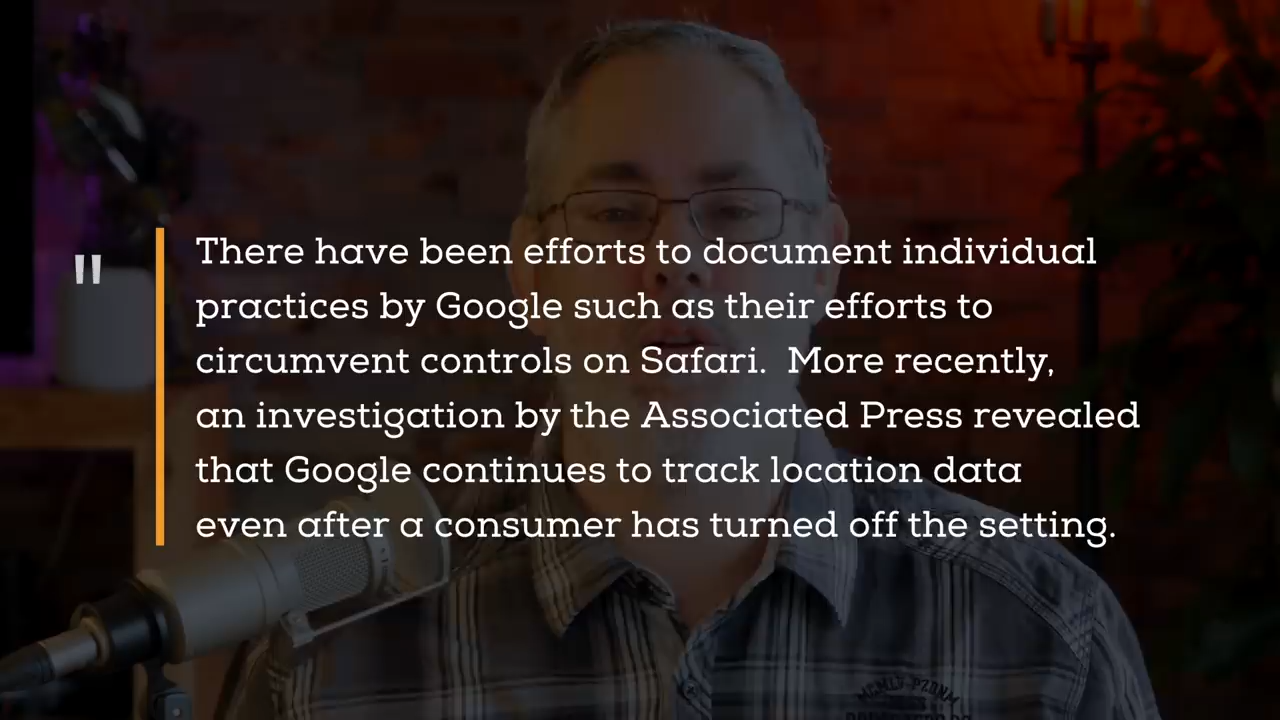 "
There have been efforts to document individual
practices by Google such as their efforts to
circumvent controls on Safari.  More recently,
an investigation by the Associated Press revealed
that Google continues to track location data
even after a consumer has turned off the setting.